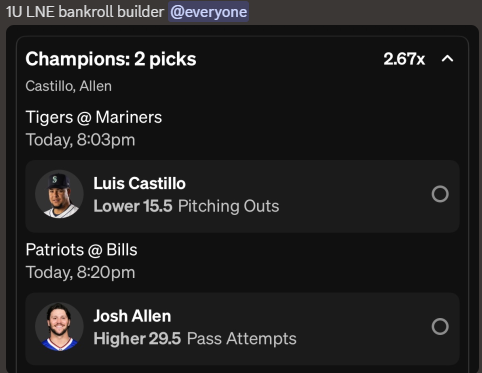 1U LNE bankroll builder @everyone
Champions: 2 picks 2.67x
Castillo, Allen
Tigers @ Mariners
Today, 8:03pm
Luis Castillo
Lower 15.5 Pitching Outs
Patriots @ Bills
Today, 8:20pm
Josh Allen
Higher 29.5 Pass Attempts